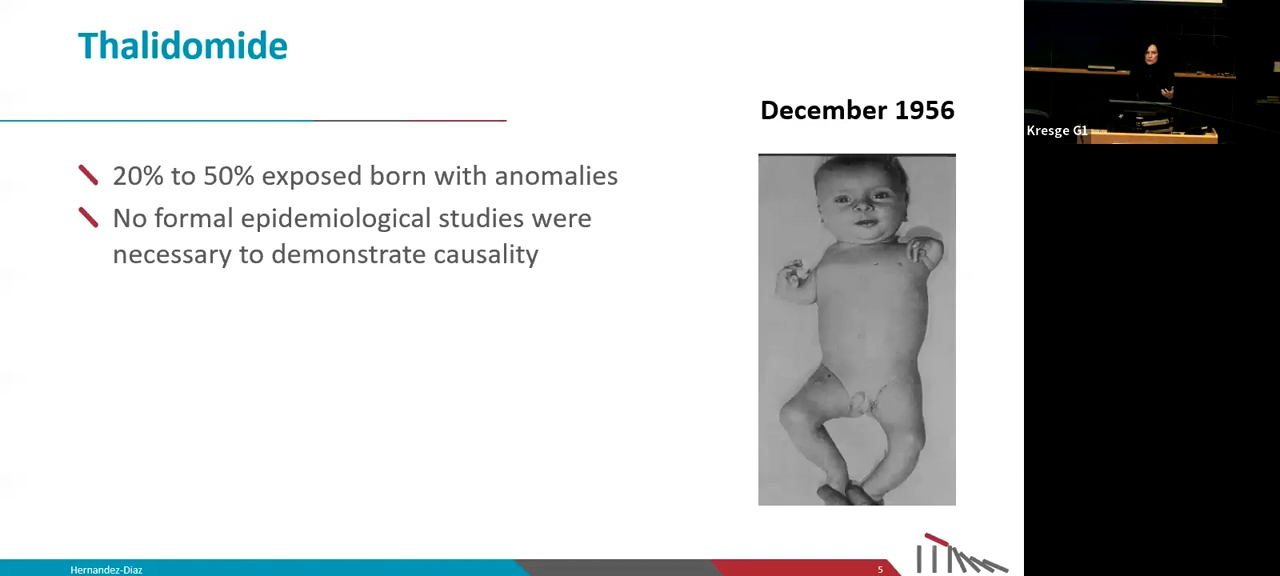 Thalidomide
December 1956
20% to 50% exposed born with anomalies
No formal epidemiological studies were
necessary to demonstrate causality
Hernandez-Diaz
5
Kresge G1